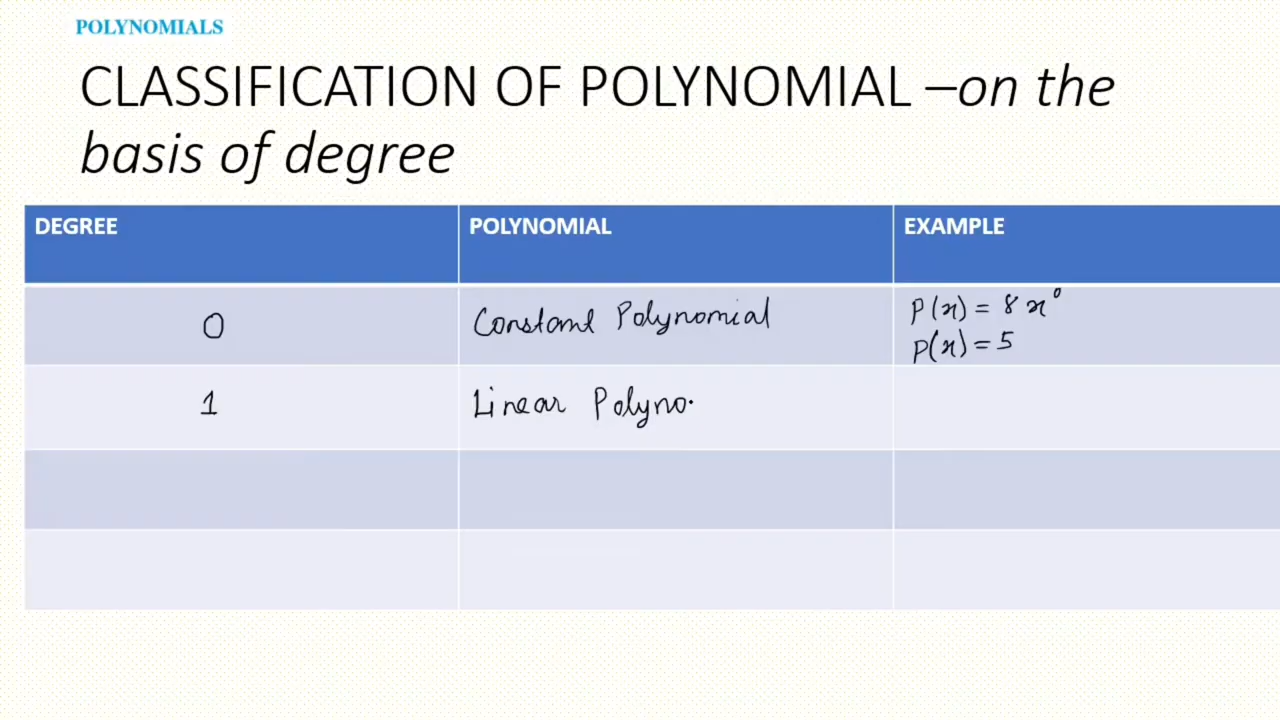 POLYNOMIALS
CLASSIFICATION OF POLYNOMIAL –on the
basis of degree
DEGREE POLYNOMIAL EXAMPLE
0 Constant Polynomial P(x) = 8x⁰
P(x) = 5
1 Linear Polyno